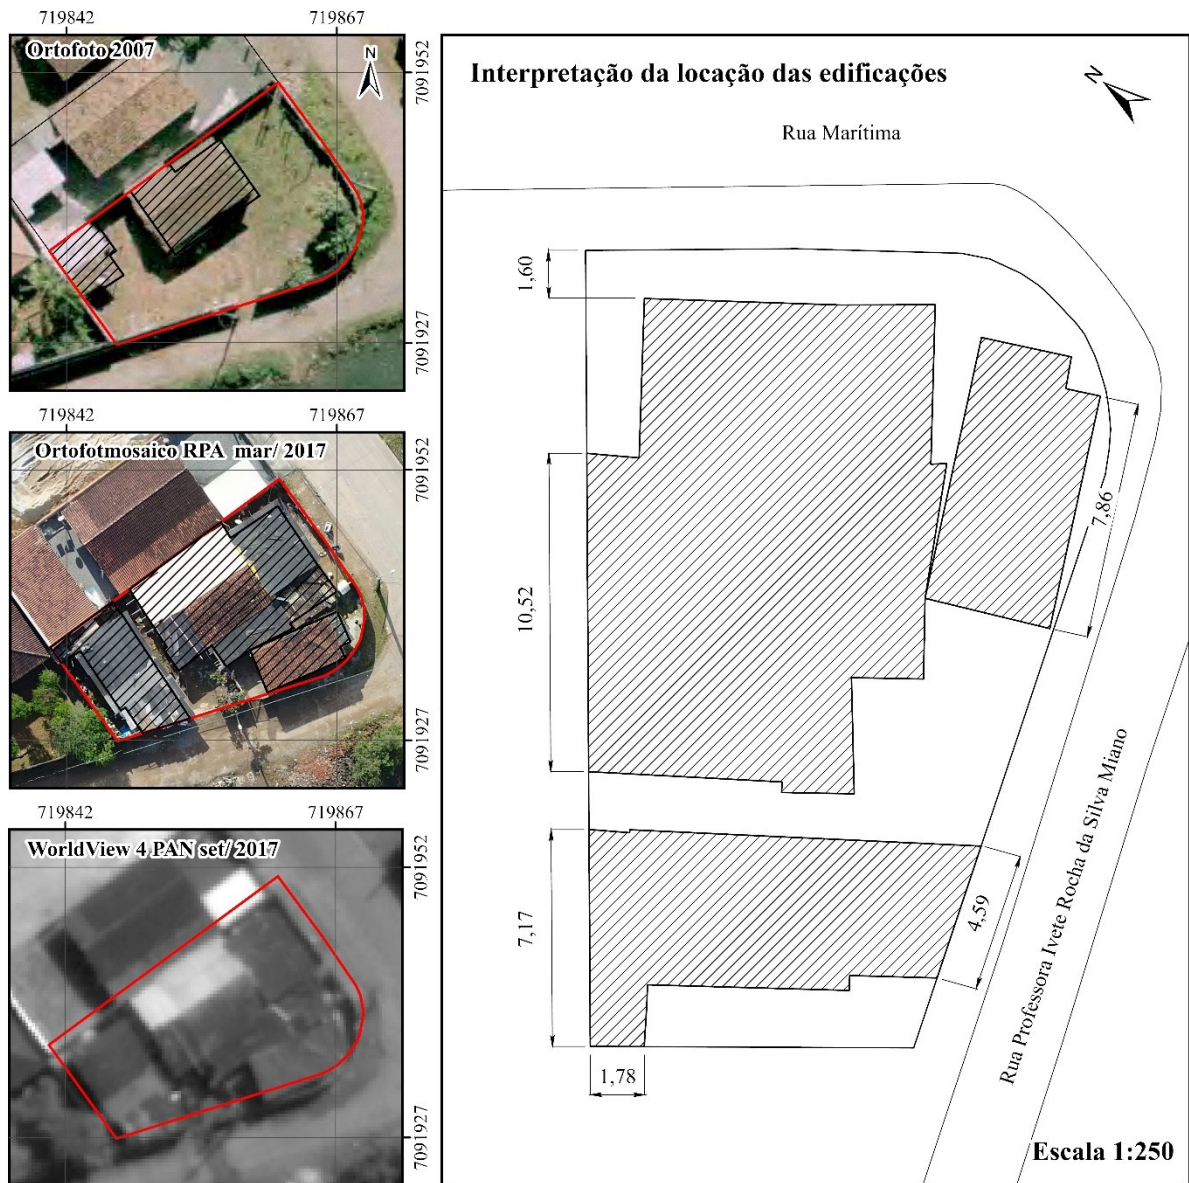 719842
719867
Ortofoto 2007
N
7091952
7091927
719842
719867
Ortofotmosaico RPA mar/ 2017
7091952
7091927
719842
719867
WorldView 4 PAN set/ 2017
7091952
7091927
Interpretação da locação das edificações
N
Rua Marítima
1,60
7,86
10,52
7,17
4,59
1,78
Rua Professora Ivete Rocha da Silva Miano
Escala 1:250